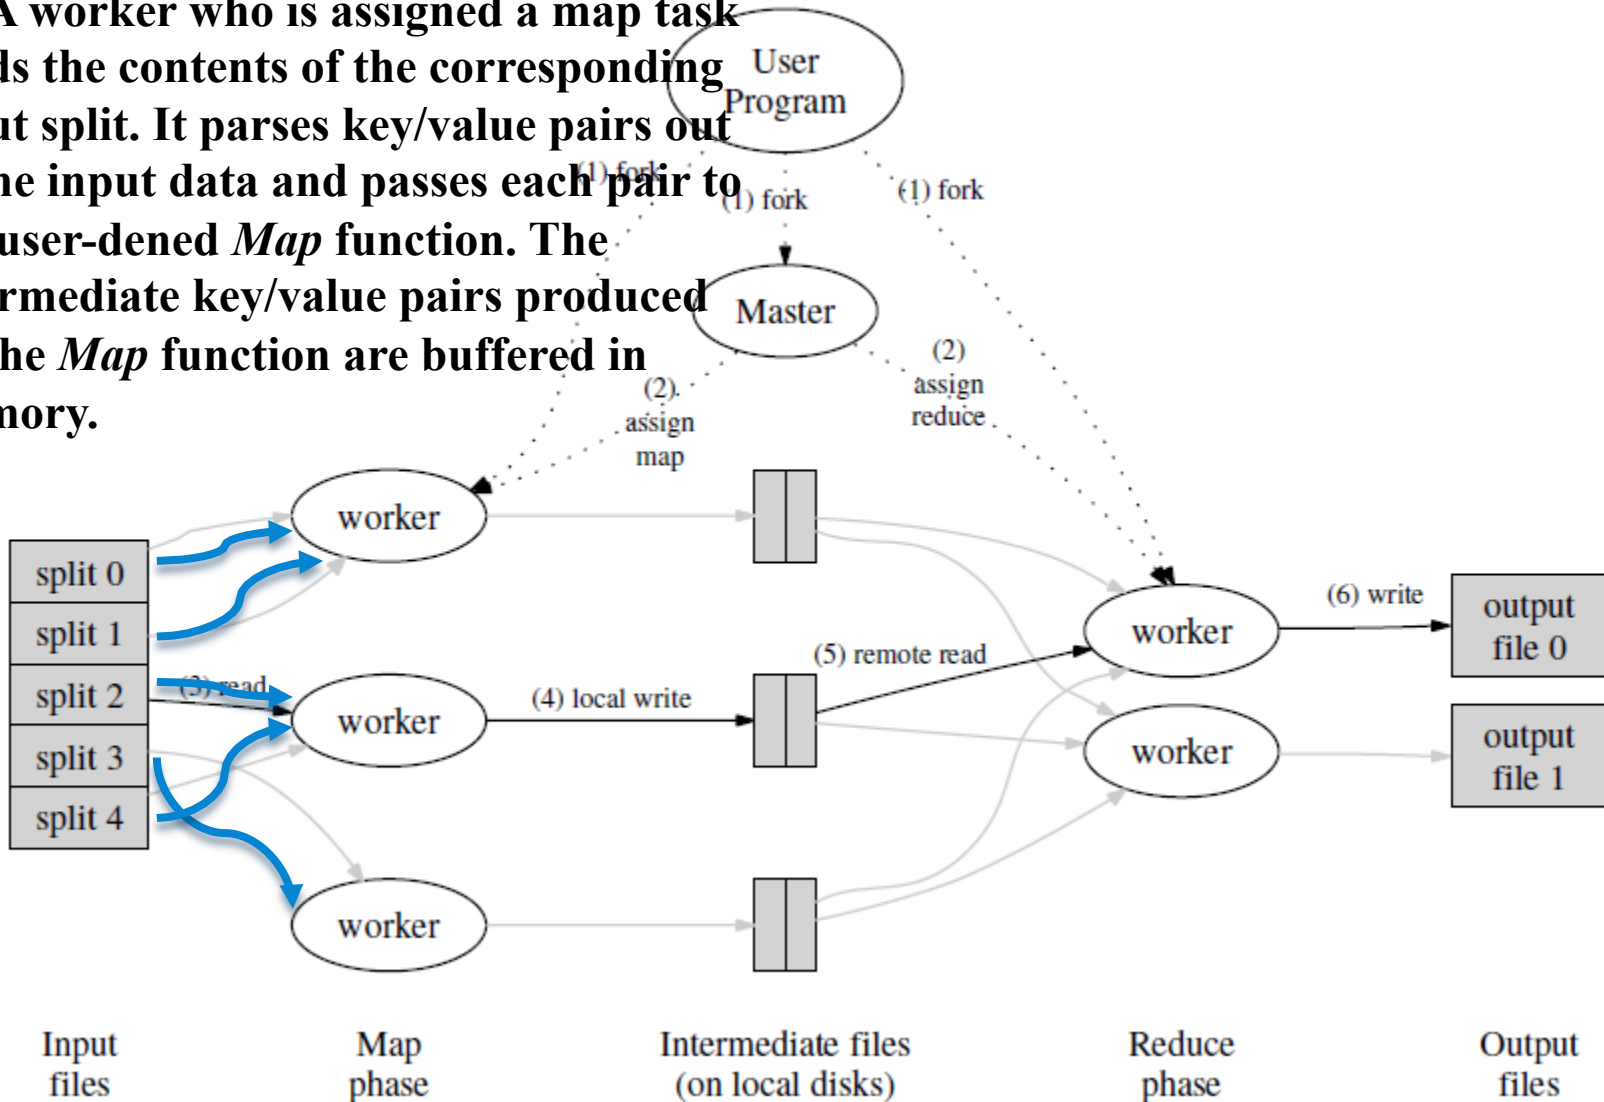 A worker who is assigned a map task
ds the contents of the corresponding
ut split. It parses key/value pairs out
he input data and passes each pair to
user-dened Map function. The
rmediate key/value pairs produced
he Map function are buffered in
mory.
User
Program
(1) fork
(1) fork
(1) fork
Master
(2)
assign
map
(2)
assign
reduce
split 0
split 1
split 2
split 3
split 4
(3) read
worker
worker
worker
(4) local write
(5) remote read
worker
worker
(6) write
output
file 0
output
file 1
Input
files
Map
phase
Intermediate files
(on local disks)
Reduce
phase
Output
files